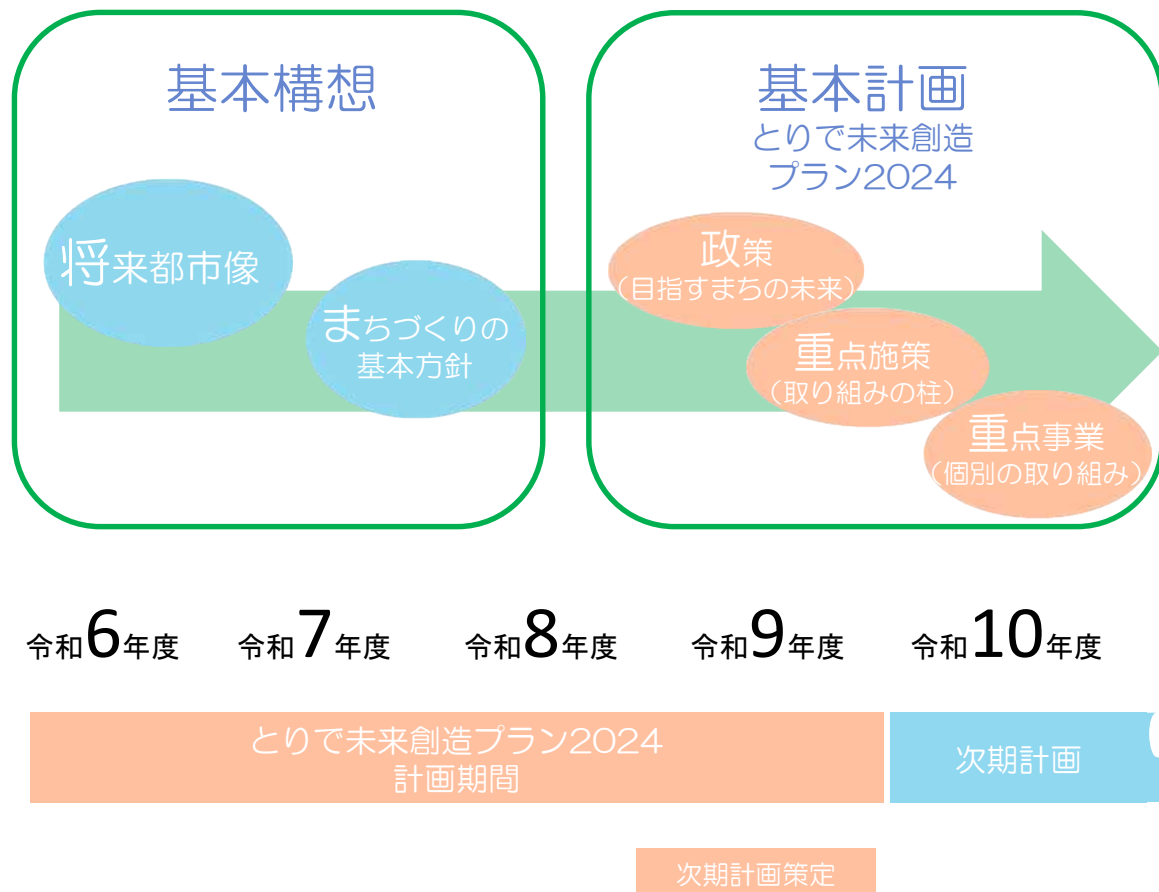 基本構想
将来都市像
まちづくりの
基本方針
基本計画
とりで未来創造
プラン2024
政策
(目指すまちの未来)
重点施策
(取り組みの柱)
重点事業
(個別の取り組み)
令和6年度
令和7年度
令和8年度
令和9年度
令和10年度
とりで未来創造プラン2024
計画期間
次期計画
次期計画策定